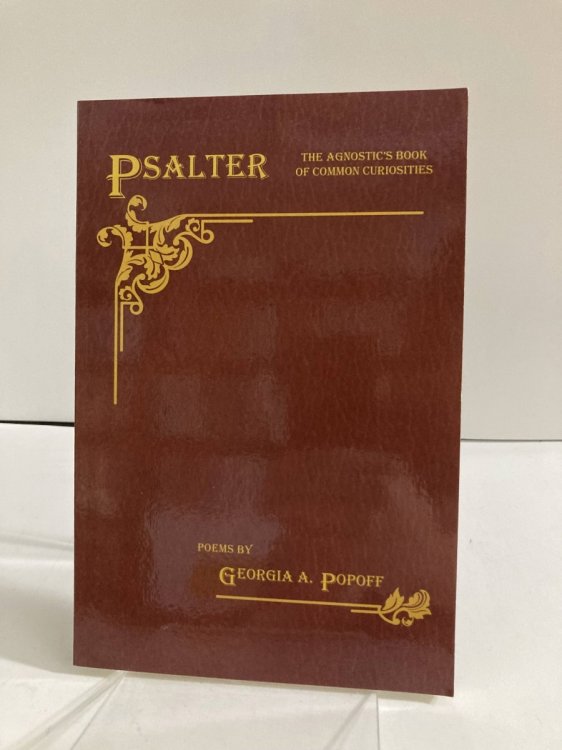 PSALTER
THE AGNOSTIC'S BOOK
OF COMMON CURIOSITIES
POEMS BY
GEORGIA A. POPOFF